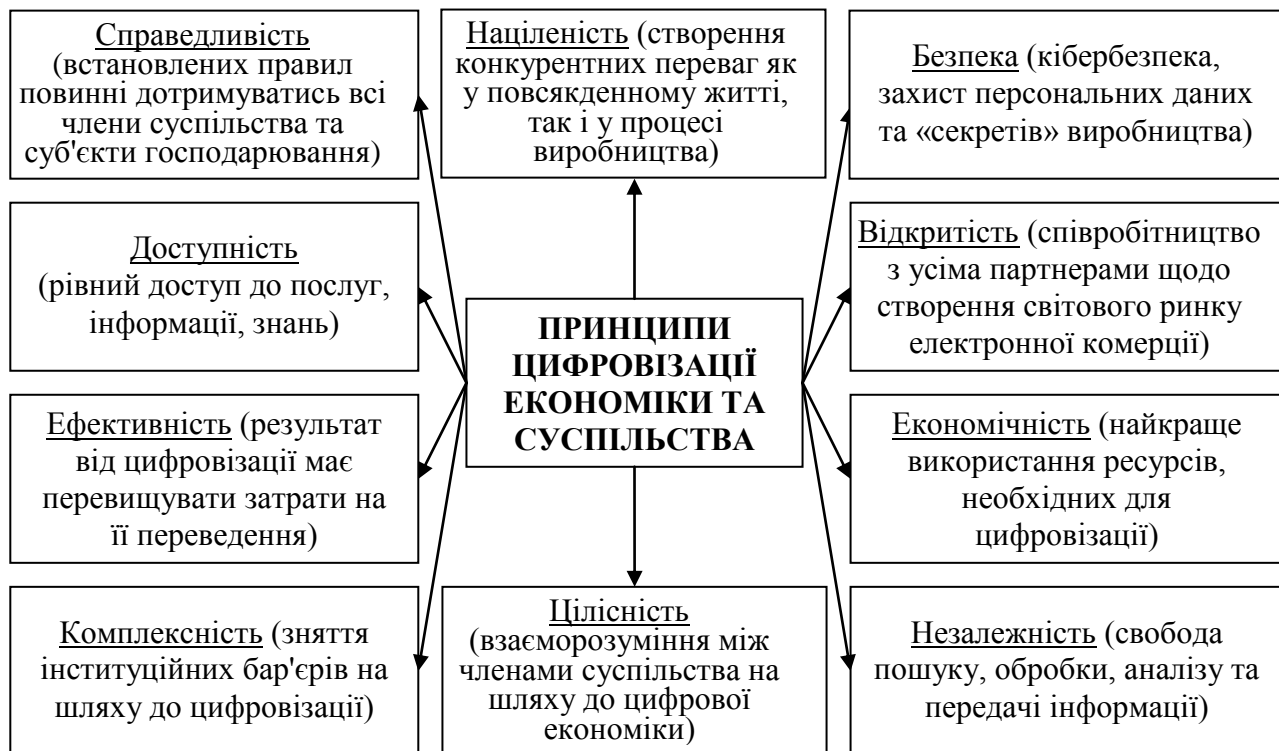 Справедливість
(встановлених правил
повинні дотримуватись всі
члени суспільства та
суб'єкти господарювання)
Націленість (створення
конкурентних переваг як
у повсякденному житті,
так і у процесі
виробництва)
Безпека (кібербезпека,
захист персональних даних
та «секретів» виробництва)
Доступність
(рівний доступ до послуг,
інформації, знань)
ПРИНЦИПИ
ЦИФРОВІЗАЦІЇ
ЕКОНОМІКИ ТА
СУСПІЛЬСТВА
Відкритість (співробітництво
з усіма партнерами щодо
створення світового ринку
електронної комерції)
Ефективність (результат
від цифровізації має
перевищувати затрати на
її переведення)
Економічність (найкраще
використання ресурсів,
необхідних для
цифровізації)
Комплексність (зняття
інституційних бар'єрів на
шляху до цифровізації)
Цілісність
(взаєморозуміння між
членами суспільства на
шляху до цифрової
економіки)
Незалежність (свобода
пошуку, обробки, аналізу та
передачі інформації)